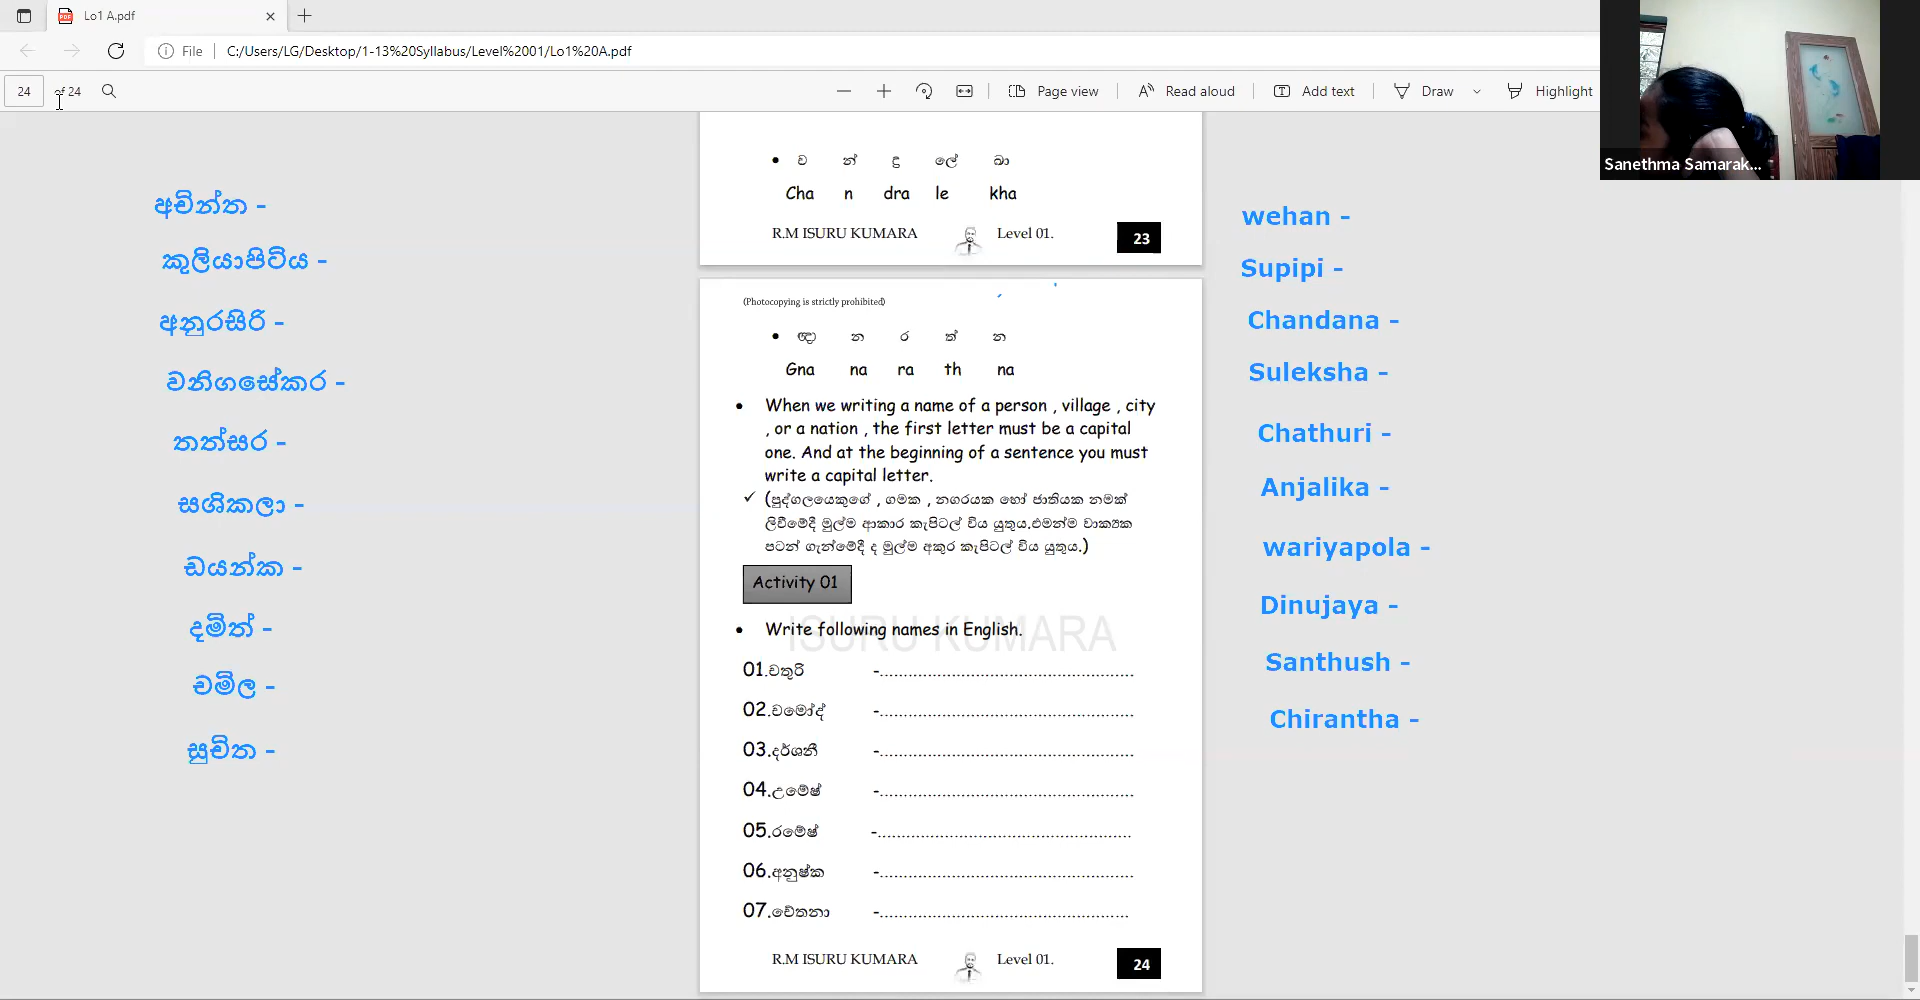 Lo1 A.pdf
File
C:/Users/LG/Desktop/1-13%20Syllabus/Level%2001/Lo1%20A.pdf
24 of 24
Page view
Read aloud
Add text
Draw
Highlight
Sanethma Samarak...
අචින්ත -
කුලියාපිටිය -
අනුරසිරි -
වනිගසේකර -
තත්සර -
සශිකලා -
ඩයන්ක -
දමිත් -
චමිල -
සුචිත -
• ච න් ද්‍ර ලේ ඛා
Cha n dra le kha
R.M ISURU KUMARA Level 01. 23
(Photocopying is strictly prohibited)
• ඥා න ර ත් න
Gna na ra th na
• When we writing a name of a person , village , city
, or a nation , the first letter must be a capital
one. And at the beginning of a sentence you must
write a capital letter.
✓ (පුද්ගලයෙකුගේ , ගමක , නගරයක හෝ ජාතියක නමක්
ලිවීමේදී මුල්ම ආකාර කැපිටල් විය යුතුය.එමන්ම වාක්‍යක
පටන් ගැන්මේදී ද මුල්ම අකුර කැපිටල් විය යුතුය.)
Activity 01
ISURU KUMARA
• Write following names in English.
01.චතුරි -............................................................
02.චමෝද් -............................................................
03.දර්ශනී -............................................................
04.උමේෂ් -............................................................
05.රමේෂ් -............................................................
06.අනුෂ්ක -............................................................
07.චේතනා -............................................................
R.M ISURU KUMARA Level 01. 24
wehan -
Supipi -
Chandana -
Suleksha -
Chathuri -
Anjalika -
wariyapola -
Dinujaya -
Santhush -
Chirantha -